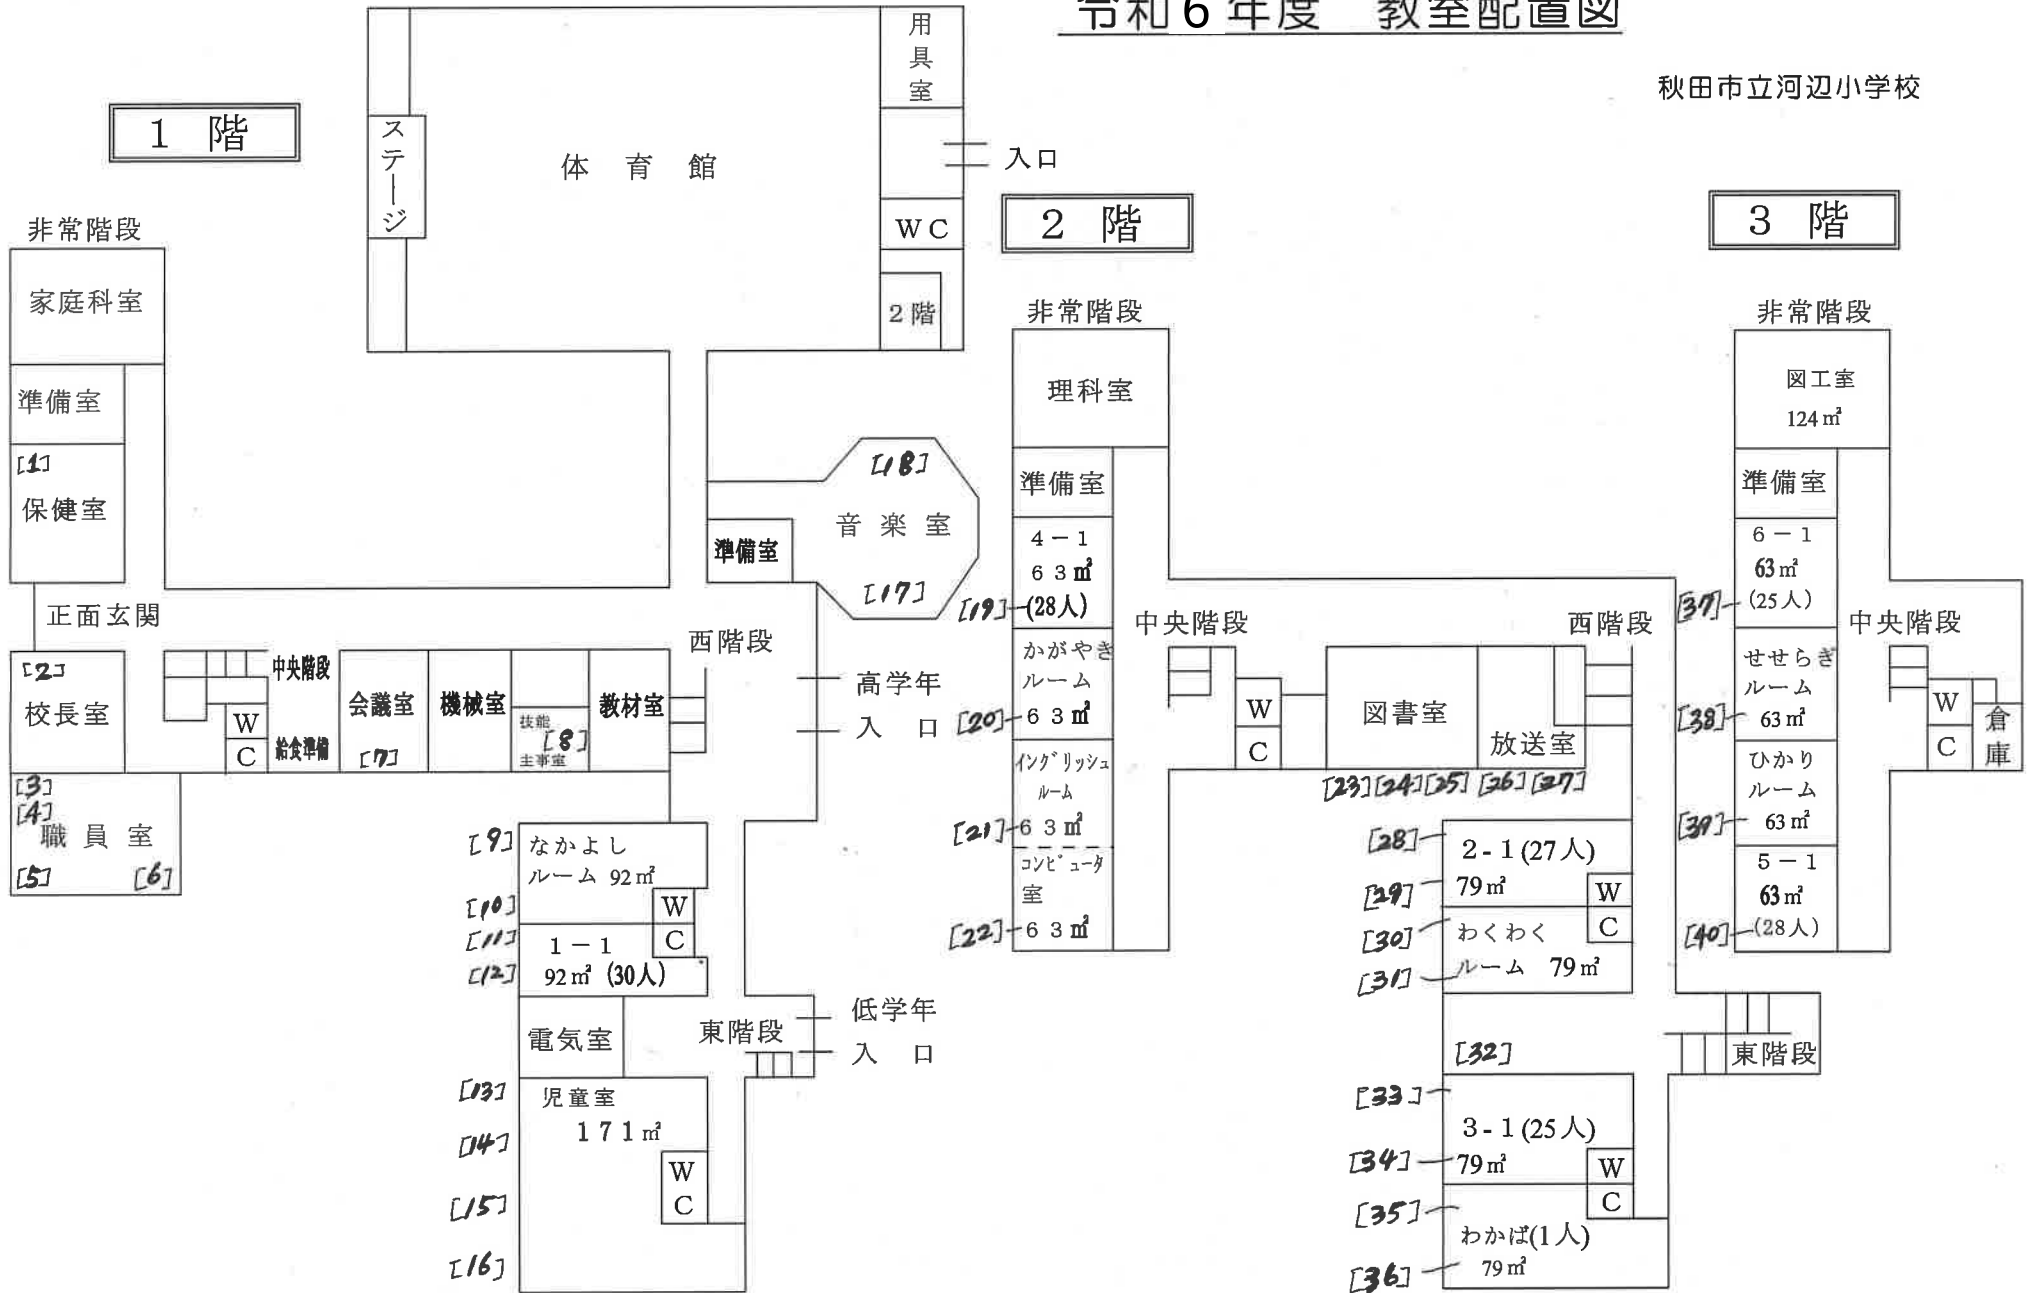 令和６年度　教室配置図
秋田市立河辺小学校
１　階
ステージ
体　育　館
用具室
入口
ＷＣ
２階
非常階段
家庭科室
準備室
[1]
保健室
正面玄関
[2]
校長室
中央階段
給食準備
W
C
会議室
[7]
機械室
技能
[8]
主事室
教材室
西階段
[3]
[4]
職　員　室
[5]
[6]
[18]
音　楽　室
[17]
準備室
高学年
入　口
[9]
なかよし
ルーム 92㎡
[10]
W
C
[11]
１－１
92㎡ (30人)
[12]
電気室
東階段
低学年
入　口
[13]
児童室
１７１㎡
[14]
W
C
[15]
[16]
２　階
非常階段
理科室
準備室
４－１
６３㎡
[19]
(28人)
かがやき
ルーム
[20]
６３㎡
イングリッシュ
ルーム
[21]
６３㎡
コンピュータ
室
[22]
６３㎡
中央階段
W
C
図書室
放送室
西階段
[23] [24] [25] [26] [27]
[28]
2-1 (27人)
[29]
79㎡
W
C
[30]
わくわく
[31]
ルーム 79㎡
[32]
東階段
[33]
3-1 (25人)
[34]
79㎡
W
C
[35]
わかば(1人)
[36]
79㎡
３　階
非常階段
図工室
124㎡
準備室
６－１
63㎡
[37]
(25人)
せせらぎ
ルーム
[38]
63㎡
ひかり
ルーム
[39]
63㎡
５－１
63㎡
[40]
(28人)
中央階段
W
C
倉庫